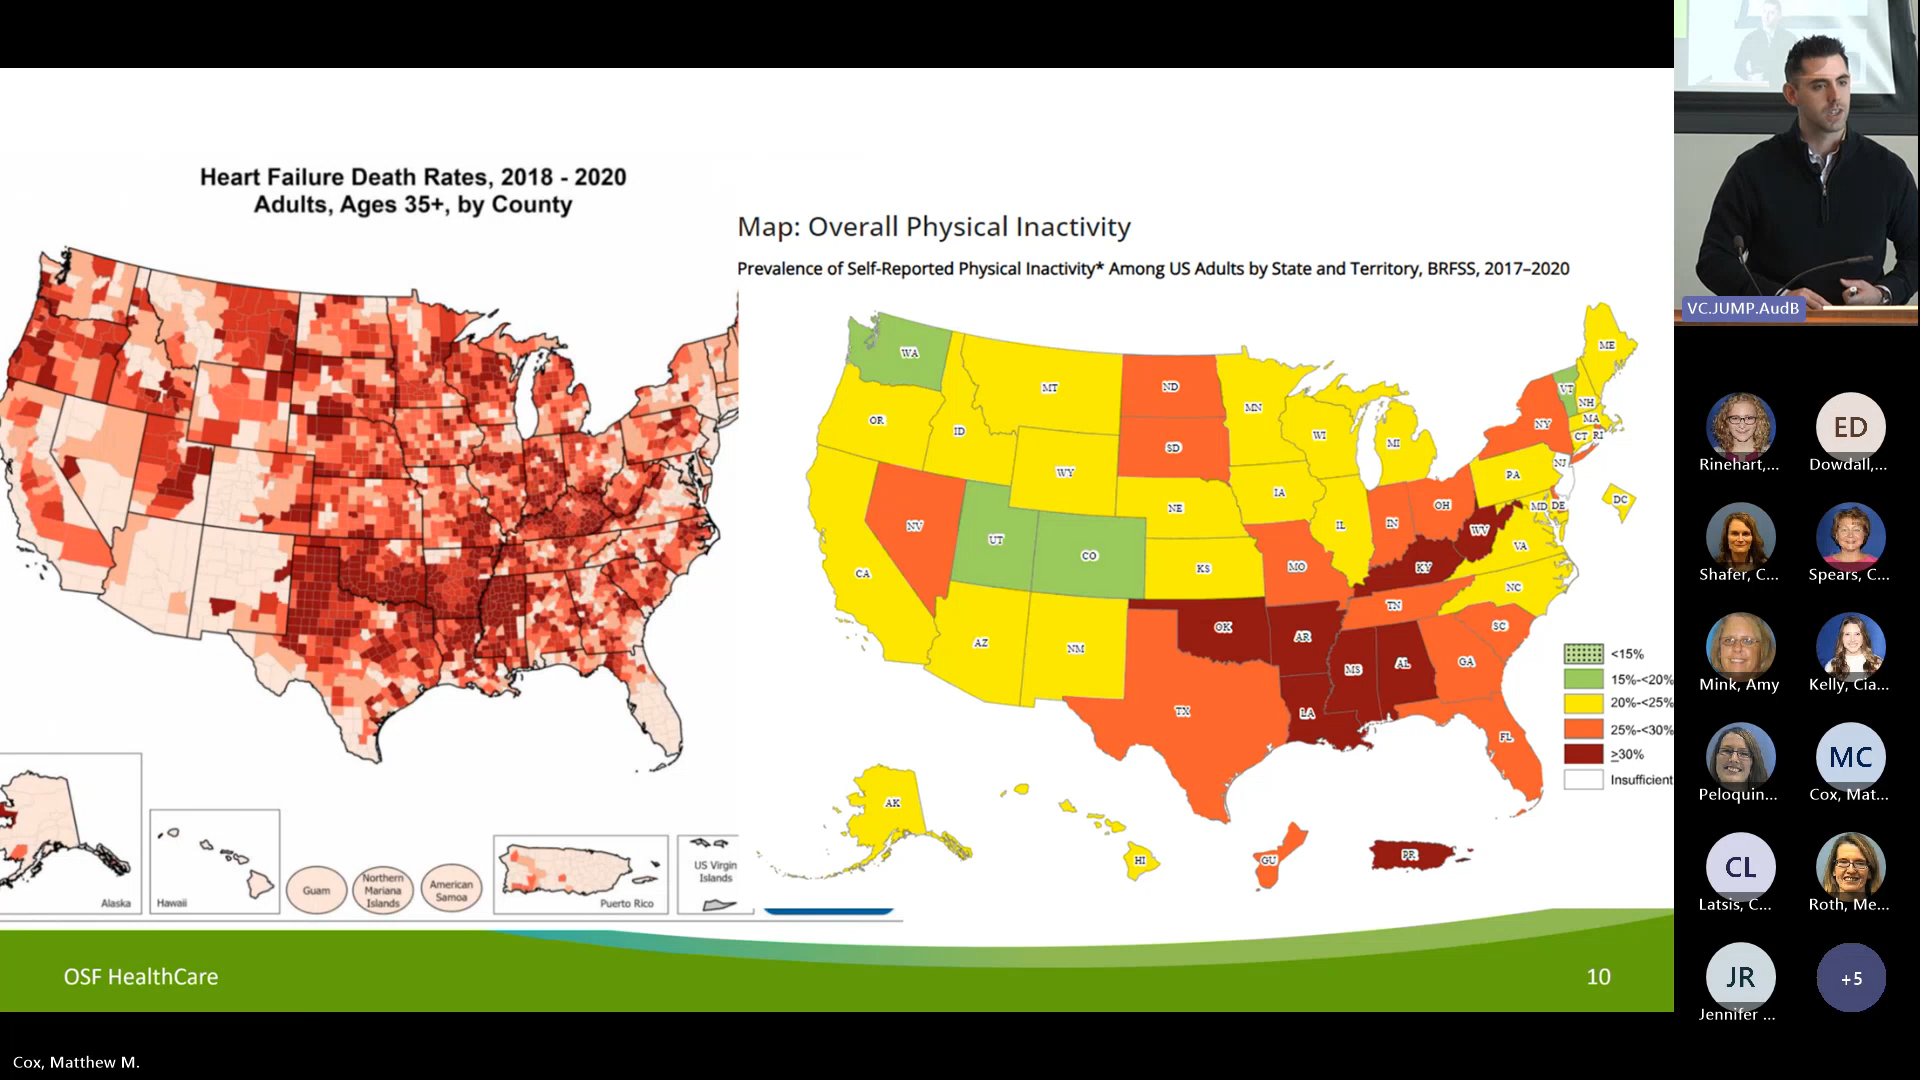 Heart Failure Death Rates, 2018 - 2020
Adults, Ages 35+, by County
Alaska
Hawaii
Guam
Northern
Mariana
Islands
American
Samoa
Puerto Rico
US Virgin
Islands
Map: Overall Physical Inactivity
Prevalence of Self-Reported Physical Inactivity* Among US Adults by State and Territory, BRFSS, 2017–2020
WA
OR
ID
MT
WY
ND
SD
MN
WI
MI
NE
IA
IL
IN
OH
PA
NY
VT
ME
NH
MA
CT
RI
NJ
MD
DE
DC
WV
VA
KY
NC
TN
SC
GA
FL
AL
MS
LA
AR
MO
KS
OK
TX
NM
AZ
CO
UT
NV
CA
AK
HI
GU
PR
<15%
15%-<20%
20%-<25%
25%-<30%
≥30%
Insufficient
OSF HealthCare
10
VC.JUMP.AudB
Rinehart,...
ED
Dowdall,...
Shafer, C...
Spears, C...
Mink, Amy
Kelly, Cia...
Peloquin...
MC
Cox, Mat...
CL
Latsis, C...
Roth, Me...
JR
Jennifer ...
+5
Cox, Matthew M.